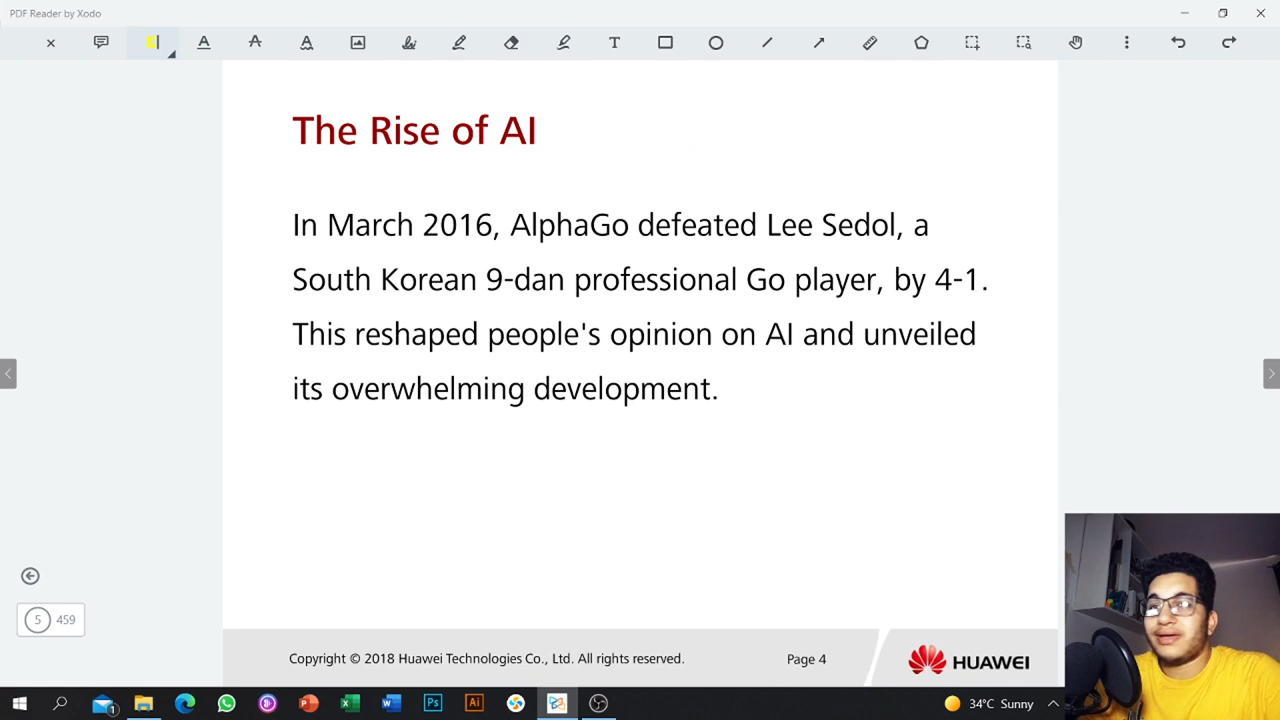 PDF Reader by Xodo
The Rise of AI
In March 2016, AlphaGo defeated Lee Sedol, a
South Korean 9-dan professional Go player, by 4-1.
This reshaped people's opinion on AI and unveiled
its overwhelming development.
5 459
Copyright © 2018 Huawei Technologies Co., Ltd. All rights reserved.
Page 4
HUAWEI
34°C Sunny